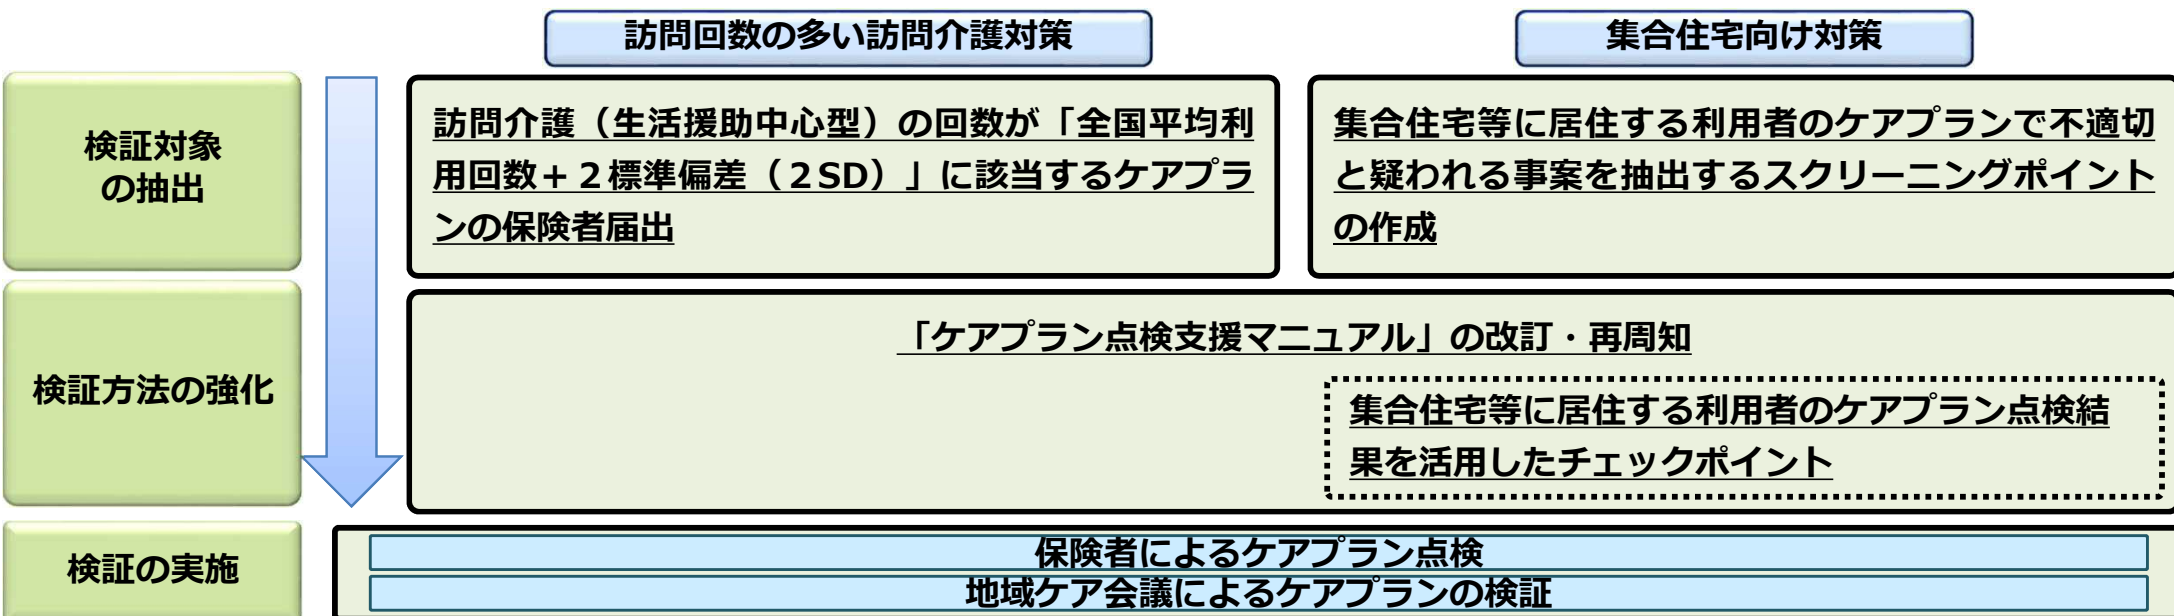 訪問回数の多い訪問介護対策
集合住宅向け対策
検証対象
の抽出
訪問介護（生活援助中心型）の回数が「全国平均利
用回数＋２標準偏差（２SD）」に該当するケアプラ
ンの保険者届出
集合住宅等に居住する利用者のケアプランで不適切
と疑われる事案を抽出するスクリーニングポイント
の作成
検証方法の強化
「ケアプラン点検支援マニュアル」の改訂・再周知
集合住宅等に居住する利用者のケアプラン点検結
果を活用したチェックポイント
検証の実施
保険者によるケアプラン点検
地域ケア会議によるケアプランの検証